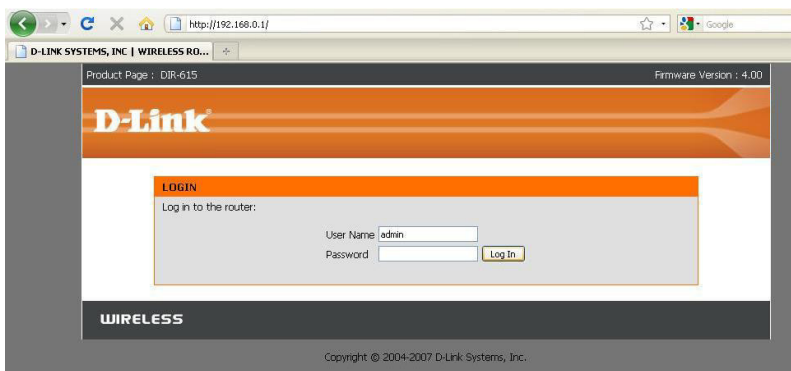 http://192.168.0.1/
Google
D-LINK SYSTEMS, INC | WIRELESS RO...
Product Page : DIR-615 Firmware Version : 4.00
D-Link
LOGIN
Log in to the router:
User Name admin
Password Log In
WIRELESS
Copyright © 2004-2007 D-Link Systems, Inc.